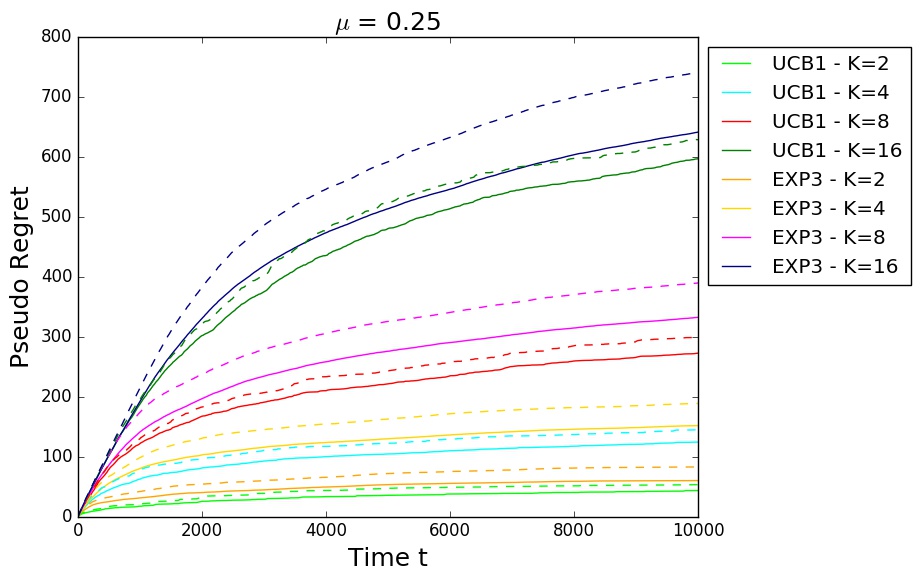 μ = 0.25
800
700
600
500
400
300
200
100
0
Pseudo Regret
0 2000 4000 6000 8000 10000
Time t
UCB1 - K=2
UCB1 - K=4
UCB1 - K=8
UCB1 - K=16
EXP3 - K=2
EXP3 - K=4
EXP3 - K=8
EXP3 - K=16